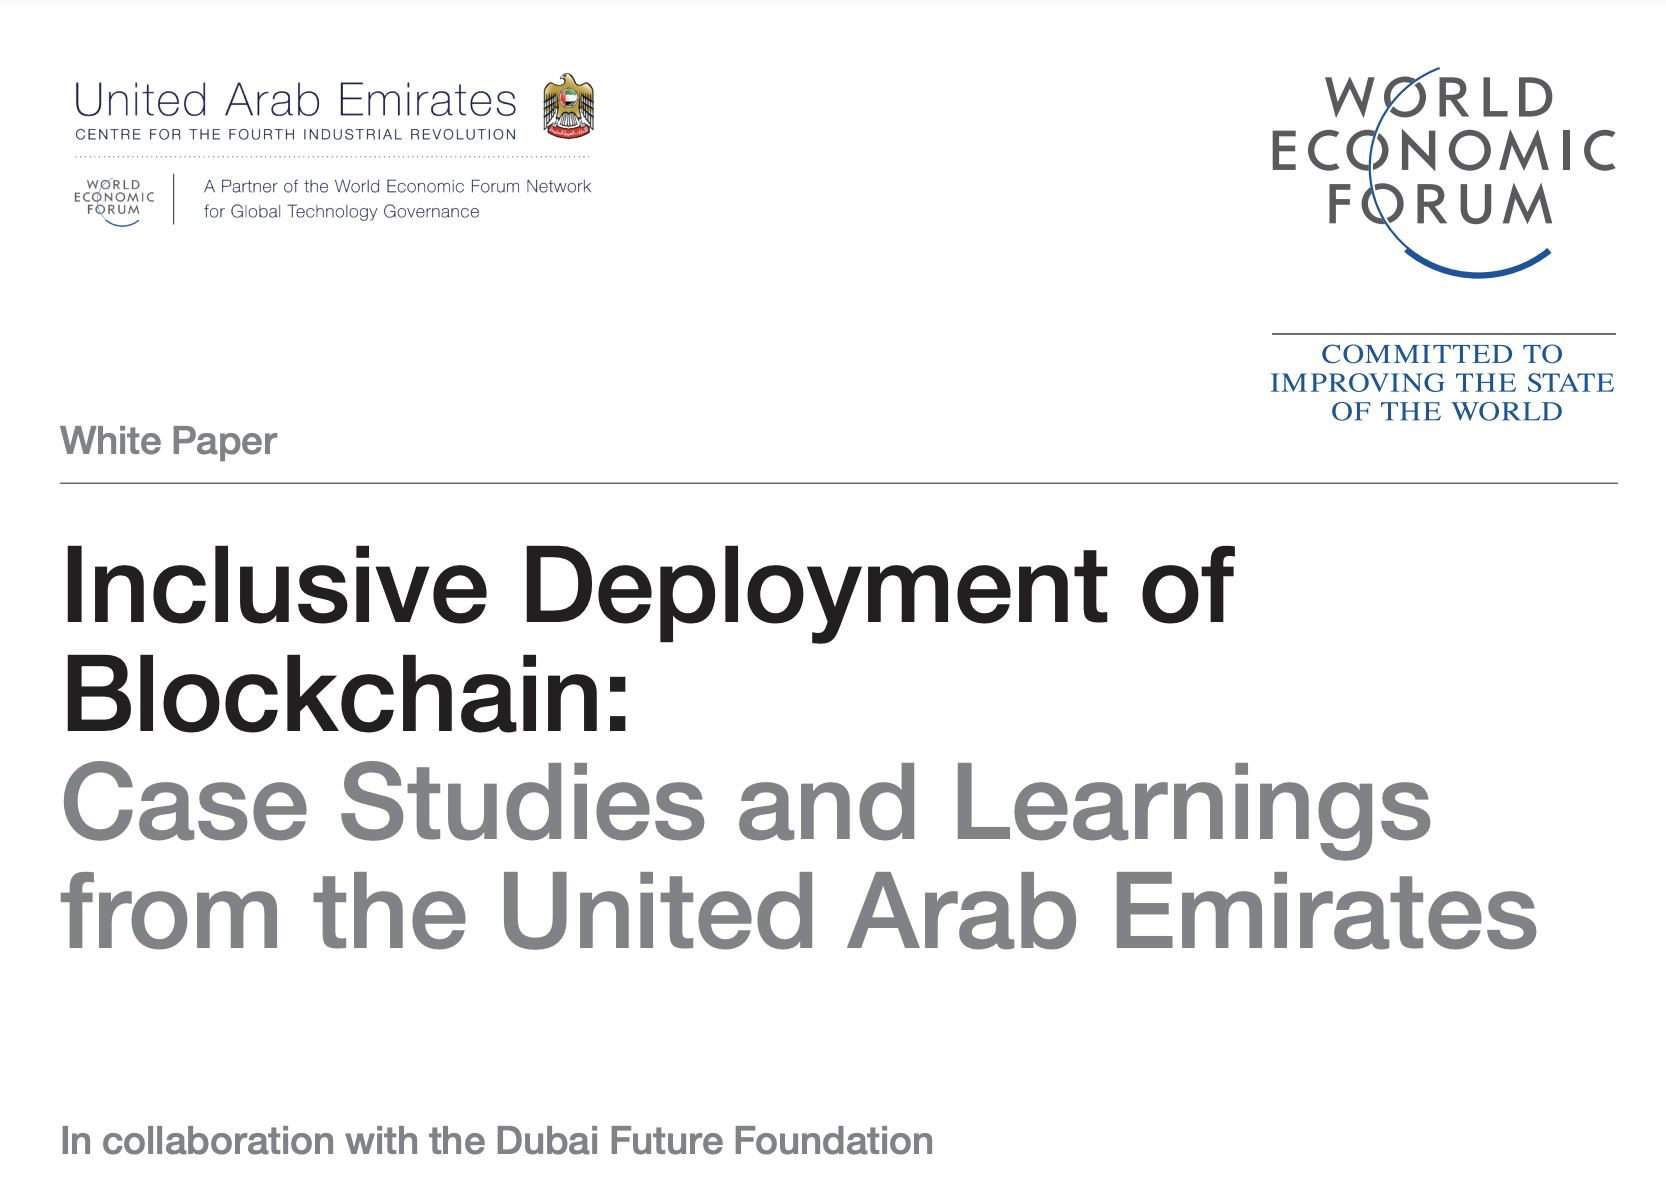 United Arab Emirates
CENTRE FOR THE FOURTH INDUSTRIAL REVOLUTION
WORLD
ECONOMIC
FORUM
A Partner of the World Economic Forum Network
for Global Technology Governance
WORLD
ECONOMIC
FORUM
COMMITTED TO
IMPROVING THE STATE
OF THE WORLD
White Paper
Inclusive Deployment of
Blockchain:
Case Studies and Learnings
from the United Arab Emirates
In collaboration with the Dubai Future Foundation